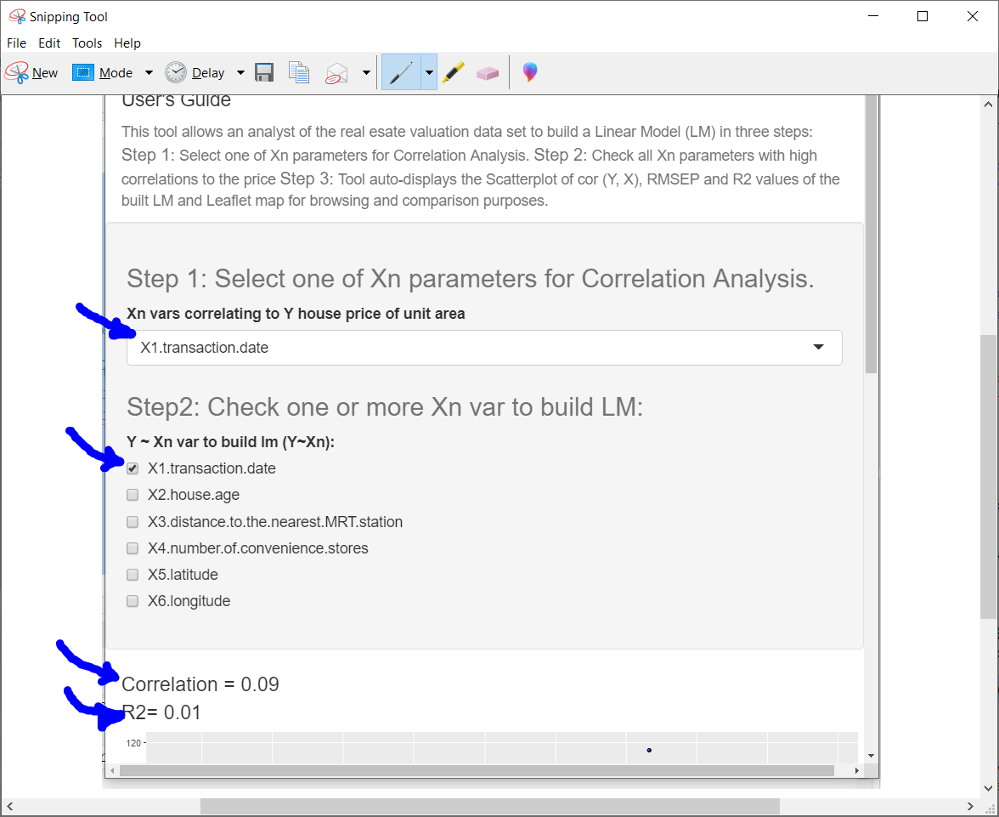 Snipping Tool
File Edit Tools Help
New Mode Delay
User's Guide
This tool allows an analyst of the real esate valuation data set to build a Linear Model (LM) in three steps:
Step 1: Select one of Xn parameters for Correlation Analysis. Step 2: Check all Xn parameters with high
correlations to the price Step 3: Tool auto-displays the Scatterplot of cor (Y, X), RMSEP and R2 values of the
built LM and Leaflet map for browsing and comparison purposes.
Step 1: Select one of Xn parameters for Correlation Analysis.
Xn vars correlating to Y house price of unit area
X1.transaction.date
Step2: Check one or more Xn var to build LM:
Y ~ Xn var to build lm (Y~Xn):
X1.transaction.date
X2.house.age
X3.distance.to.the.nearest.MRT.station
X4.number.of.convenience.stores
X5.latitude
X6.longitude
Correlation = 0.09
R2= 0.01
120